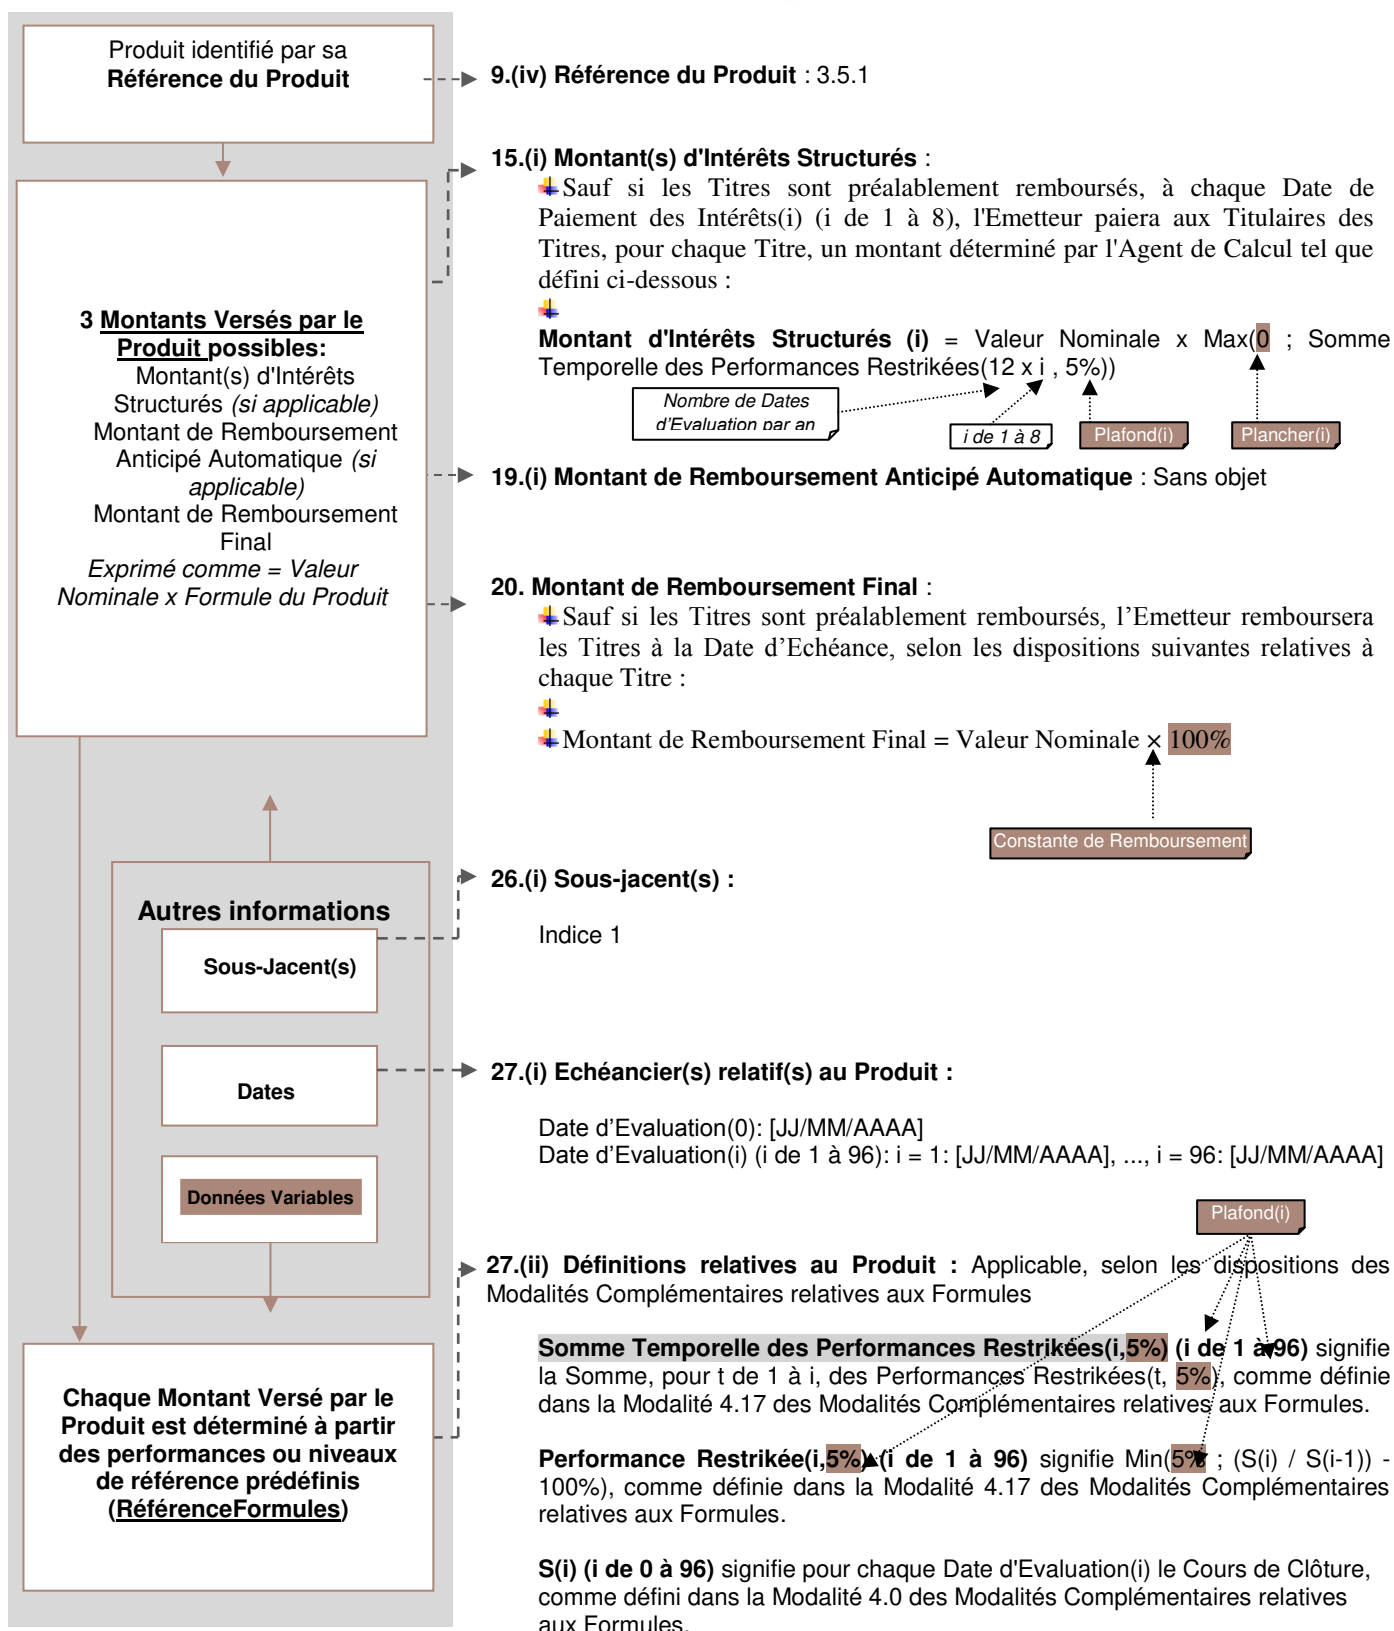 Produit identifié par sa
Référence du Produit
9.(iv) Référence du Produit : 3.5.1
15.(i) Montant(s) d'Intérêts Structurés :
Sauf si les Titres sont préalablement remboursés, à chaque Date de
Paiement des Intérêts(i) (i de 1 à 8), l'Emetteur paiera aux Titulaires des
Titres, pour chaque Titre, un montant déterminé par l'Agent de Calcul tel que
défini ci-dessous :
Montant d'Intérêts Structurés (i) = Valeur Nominale x Max(0 ; Somme
Temporelle des Performances Restrikées(12 x i , 5%))
Nombre de Dates
d'Evaluation par an
i de 1 à 8
Plafond(i)
Plancher(i)
3 Montants Versés par le
Produit possibles:
Montant(s) d'Intérêts
Structurés (si applicable)
Montant de Remboursement
Anticipé Automatique (si
applicable)
Montant de Remboursement
Final
Exprimé comme = Valeur
Nominale x Formule du Produit
19.(i) Montant de Remboursement Anticipé Automatique : Sans objet
20. Montant de Remboursement Final :
Sauf si les Titres sont préalablement remboursés, l'Emetteur remboursera
les Titres à la Date d'Echéance, selon les dispositions suivantes relatives à
chaque Titre :
Montant de Remboursement Final = Valeur Nominale × 100%
Constante de Remboursement
Autres informations
Sous-Jacent(s)
26.(i) Sous-jacent(s) :
Indice 1
Dates
27.(i) Echéancier(s) relatif(s) au Produit :
Date d'Evaluation(0): [JJ/MM/AAAA]
Date d'Evaluation(i) (i de 1 à 96): i = 1: [JJ/MM/AAAA], ..., i = 96: [JJ/MM/AAAA]
Données Variables
Plafond(i)
27.(ii) Définitions relatives au Produit : Applicable, selon les dispositions des
Modalités Complémentaires relatives aux Formules
Somme Temporelle des Performances Restrikées(i,5%) (i de 1 à 96) signifie
la Somme, pour t de 1 à i, des Performances Restrikées(t, 5%), comme définie
dans la Modalité 4.17 des Modalités Complémentaires relatives aux Formules.
Chaque Montant Versé par le
Produit est déterminé à partir
des performances ou niveaux
de référence prédéfinis
(RéférenceFormules)
Performance Restrikée(i,5%) (i de 1 à 96) signifie Min(5% ; (S(i) / S(i-1)) -
100%), comme définie dans la Modalité 4.17 des Modalités Complémentaires
relatives aux Formules.
S(i) (i de 0 à 96) signifie pour chaque Date d'Evaluation(i) le Cours de Clôture,
comme défini dans la Modalité 4.0 des Modalités Complémentaires relatives
aux Formules.